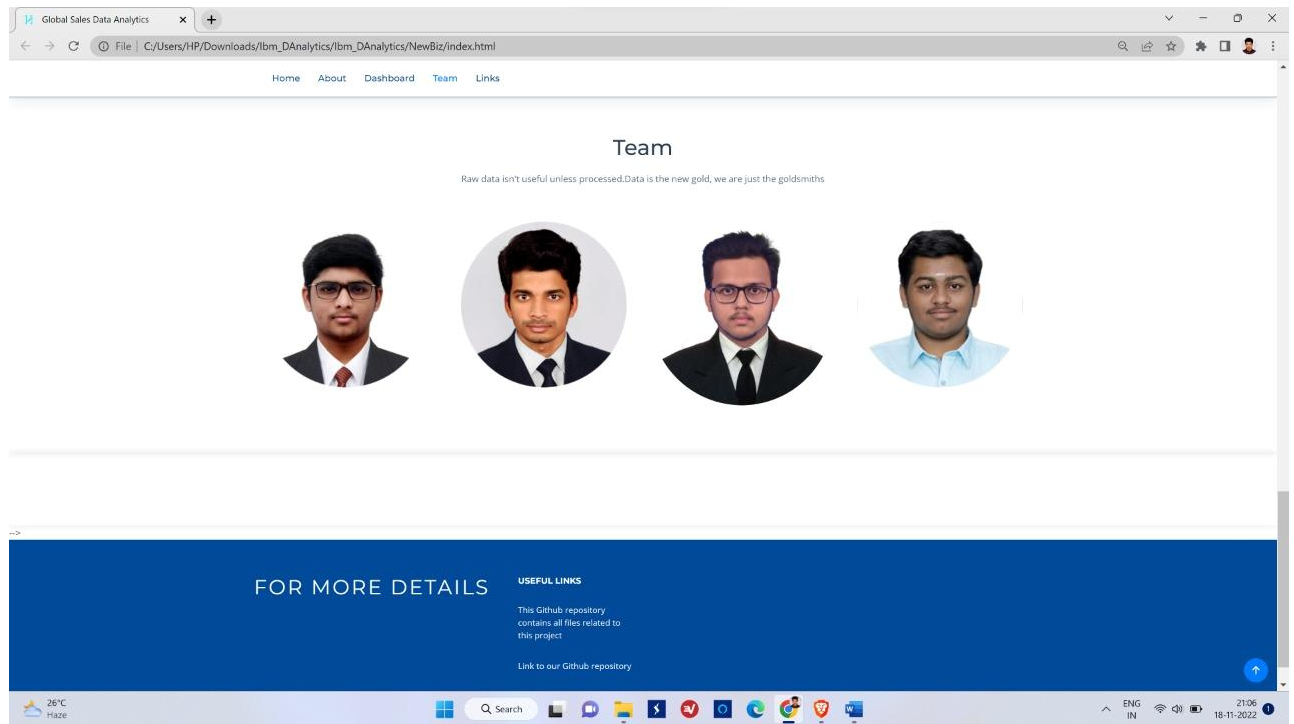 Global Sales Data Analytics
File | C:/Users/HP/Downloads/Ibm_DAnalytics/Ibm_DAnalytics/NewBiz/index.html
Home About Dashboard Team Links
Team
Raw data isn't useful unless processed.Data is the new gold, we are just the goldsmiths
-->
FOR MORE DETAILS
USEFUL LINKS
This Github repository
contains all files related to
this project
Link to our Github repository
26°C
Haze
Search
ENG
IN
21:06
18-11-2022
1